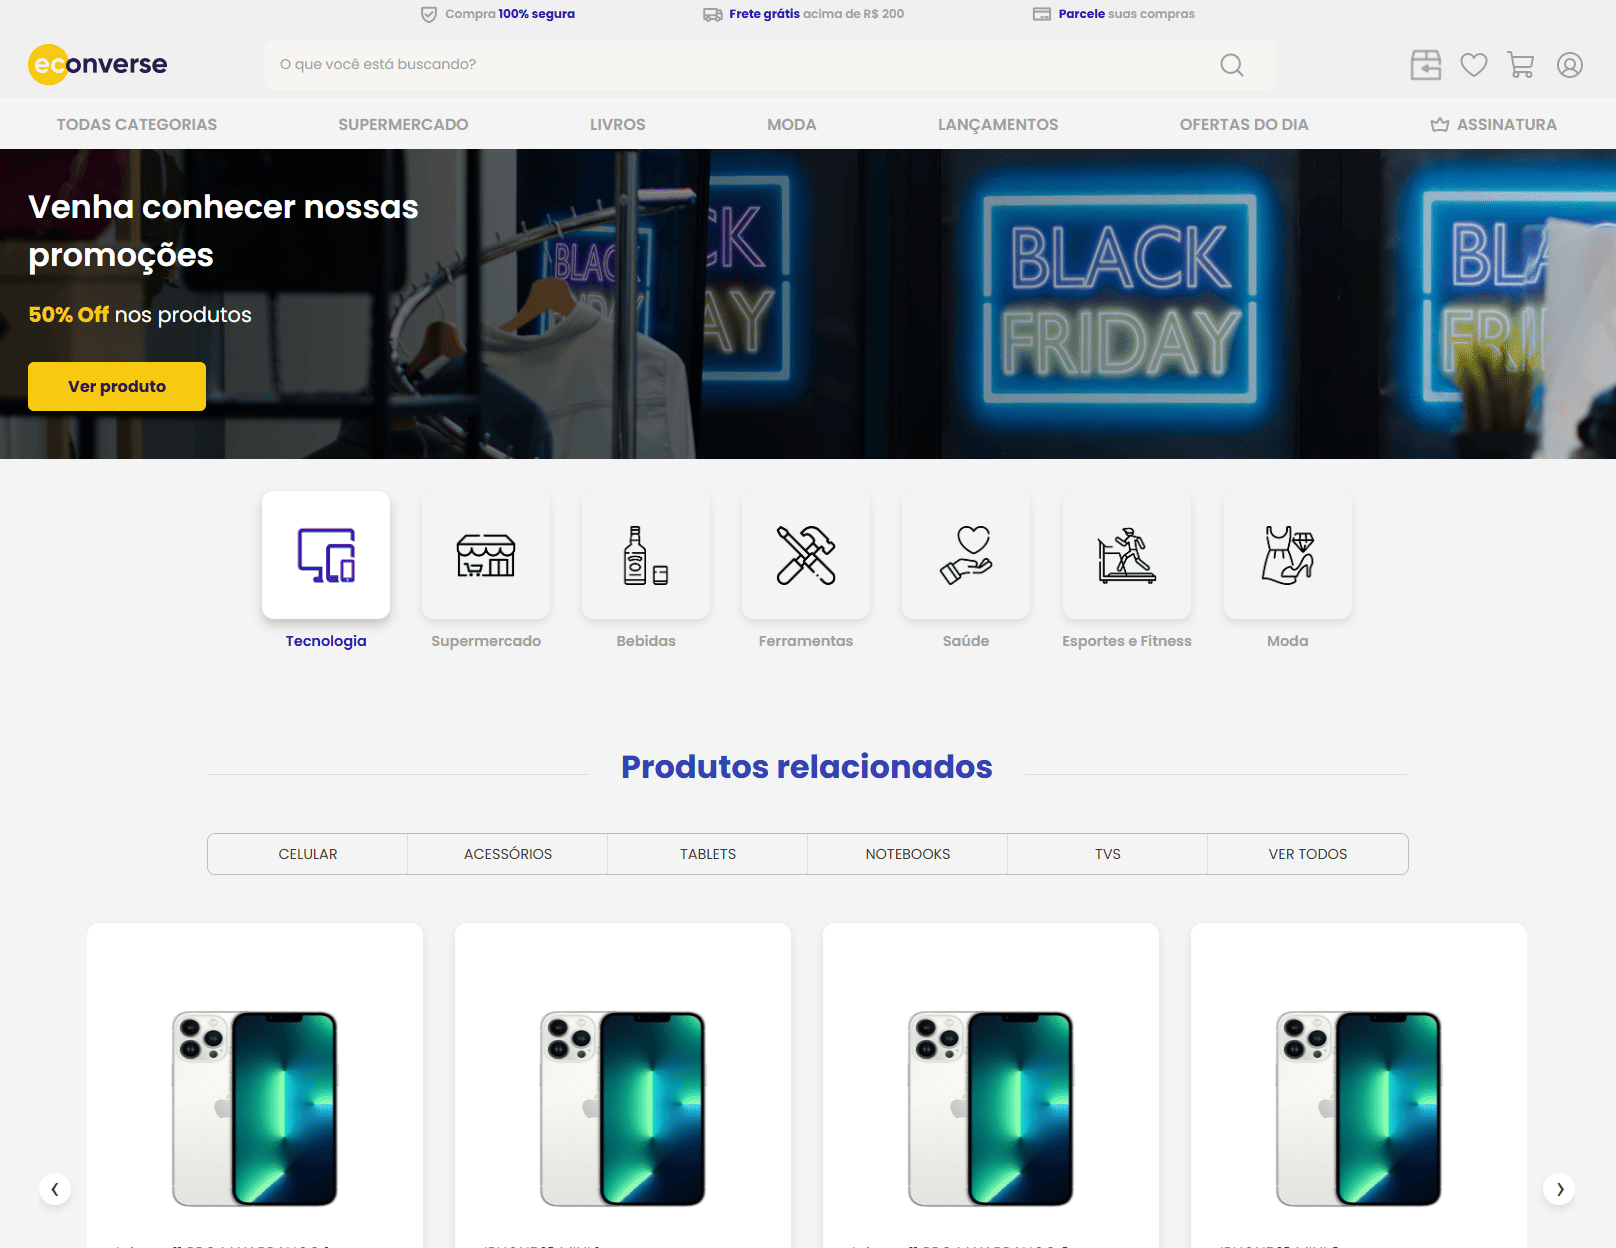 Compra 100% segura
Frete grátis acima de R$ 200
Parcele suas compras
econverse
O que você está buscando?
TODAS CATEGORIAS
SUPERMERCADO
LIVROS
MODA
LANÇAMENTOS
OFERTAS DO DIA
ASSINATURA
Venha conhecer nossas
promoções
50% Off nos produtos
Ver produto
BLACK
BLACK
FRIDAY
Tecnologia
Supermercado
Bebidas
Ferramentas
Saúde
Esportes e Fitness
Moda
Produtos relacionados
CELULAR
ACESSÓRIOS
TABLETS
NOTEBOOKS
TVS
VER TODOS